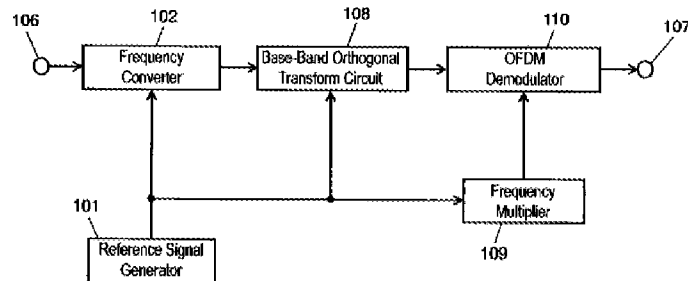 106
102
108
110
107
Frequency
Converter
Base-Band Orthogonal
Transform Circuit
OFDM
Demodulator
101
Reference Signal
Generator
Frequency
Multiplier
109